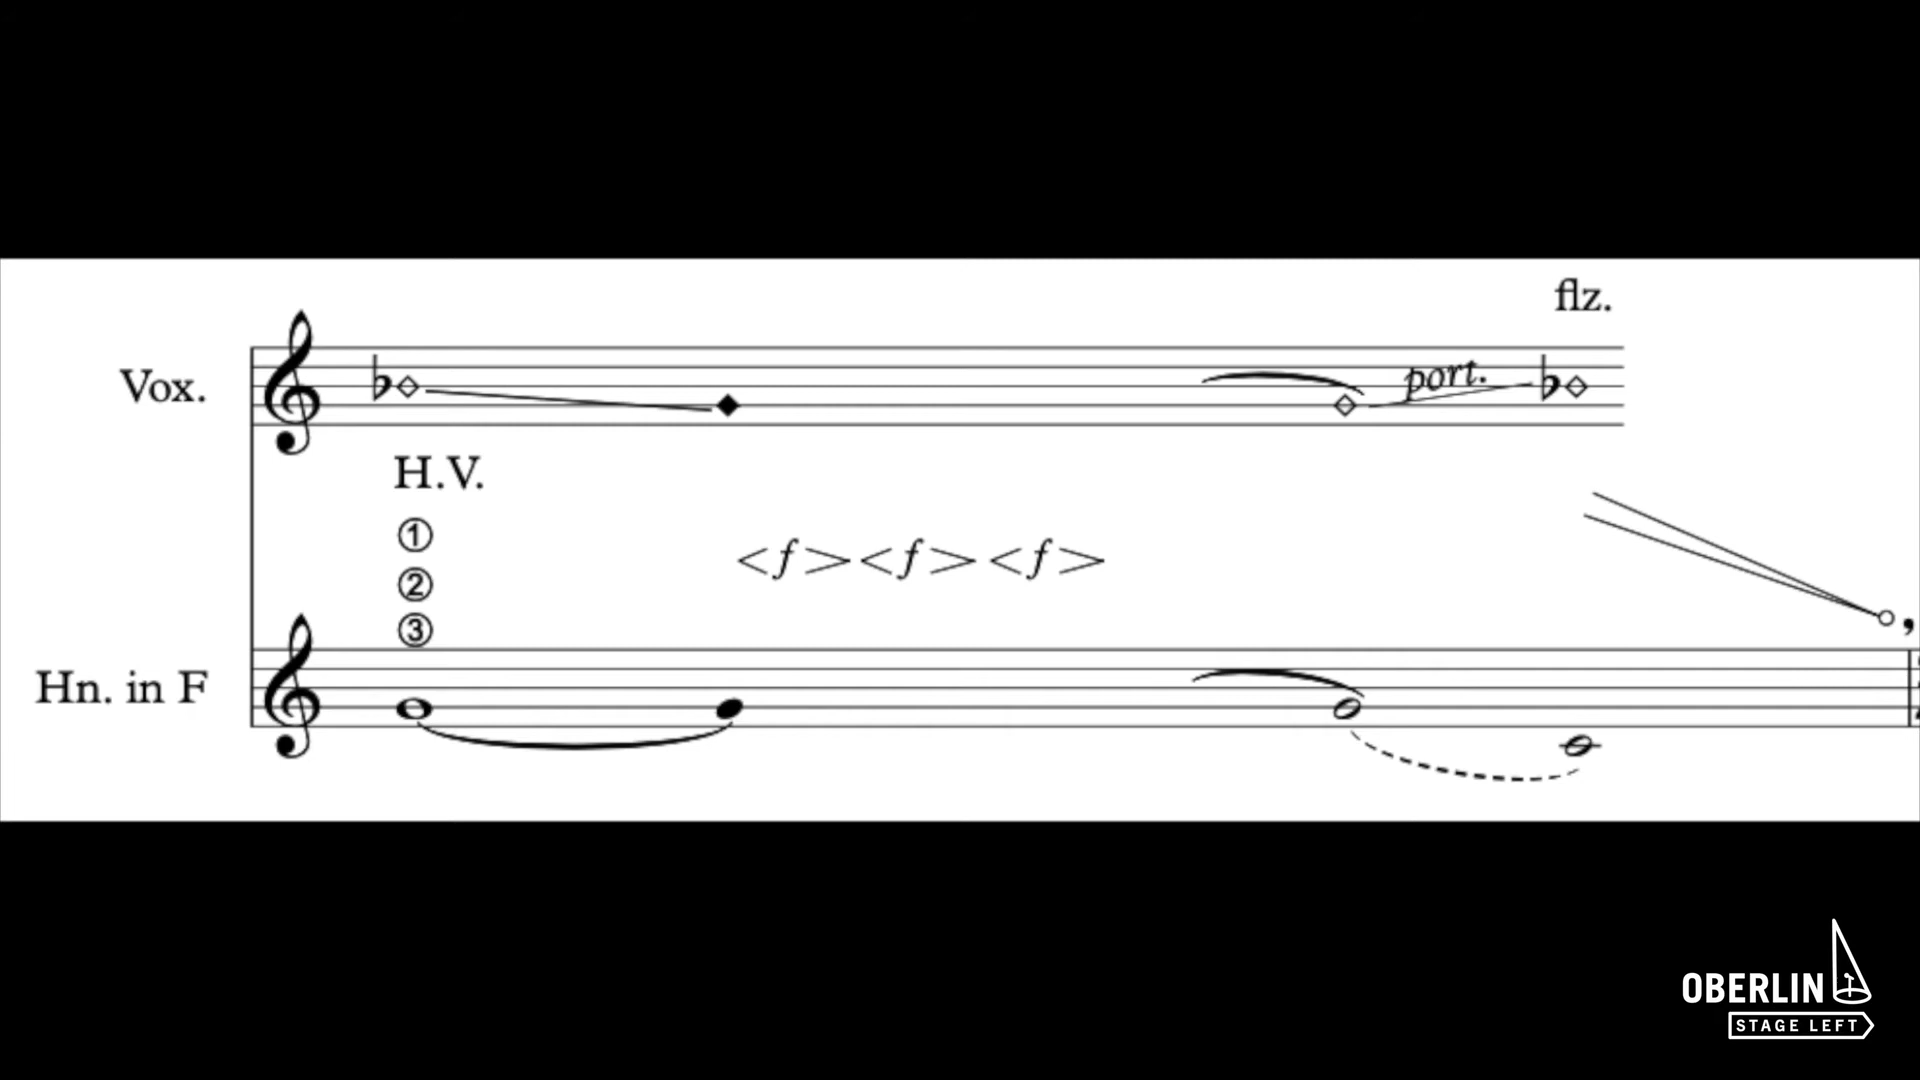 flz.
Vox.
port.
H.V.
①
②
③
<f><f><f>
Hn. in F
OBERLIN
STAGE LEFT